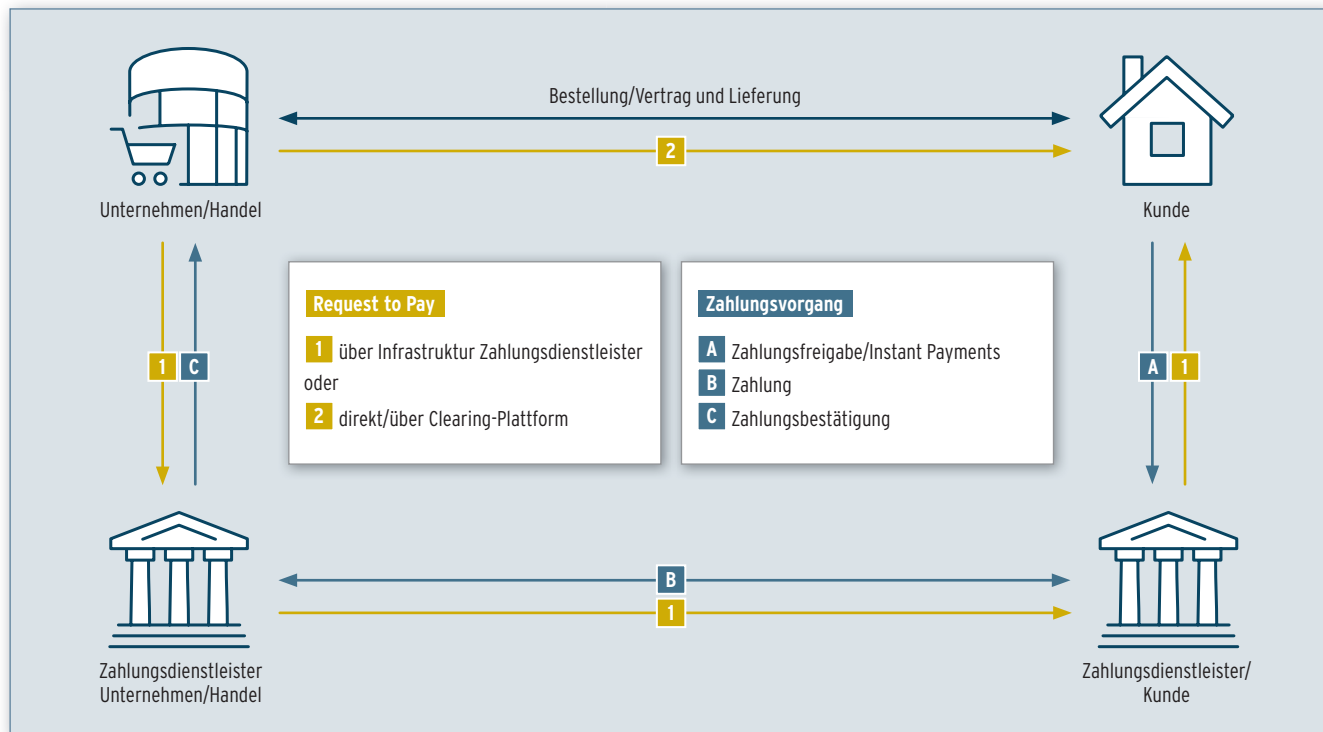 Bestellung/Vertrag und Lieferung
2
Unternehmen/Handel
Kunde
Request to Pay
1 über Infrastruktur Zahlungsdienstleister
oder
2 direkt/über Clearing-Plattform
Zahlungsvorgang
A Zahlungsfreigabe/Instant Payments
B Zahlung
C Zahlungsbestätigung
1 C
A 1
B
1
Zahlungsdienstleister
Unternehmen/Handel
Zahlungsdienstleister/
Kunde